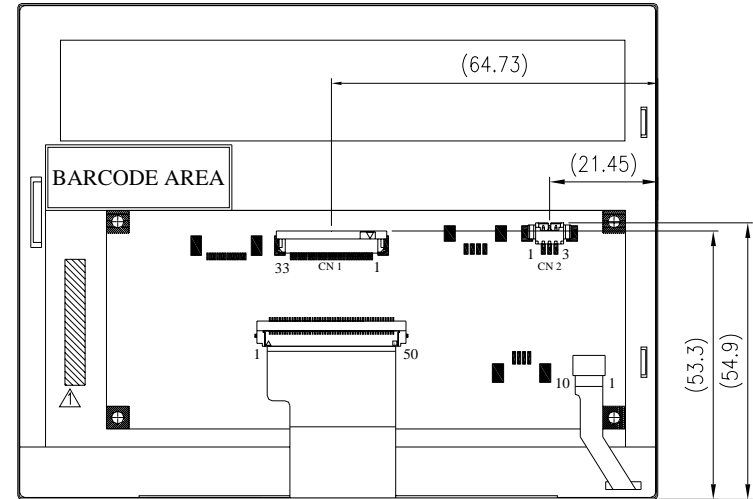 (64.73)
(21.45)
BARCODE AREA
33 CN 1 1
1 CN 2 3
1 50
10 1
(53.3)
(54.9)
1